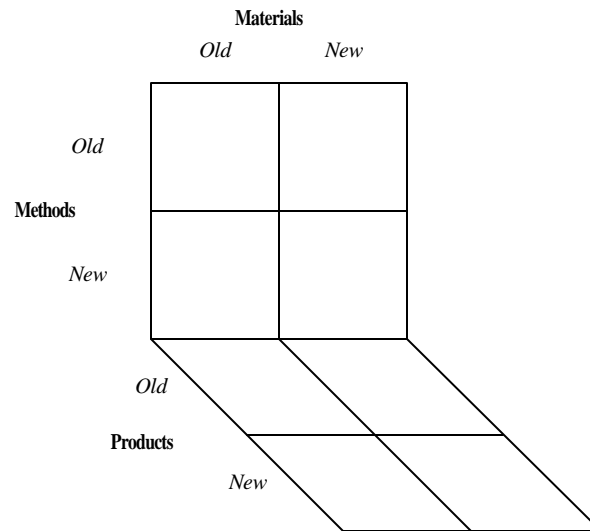 Materials
Old New
Old
Methods
New
Old
Products
New